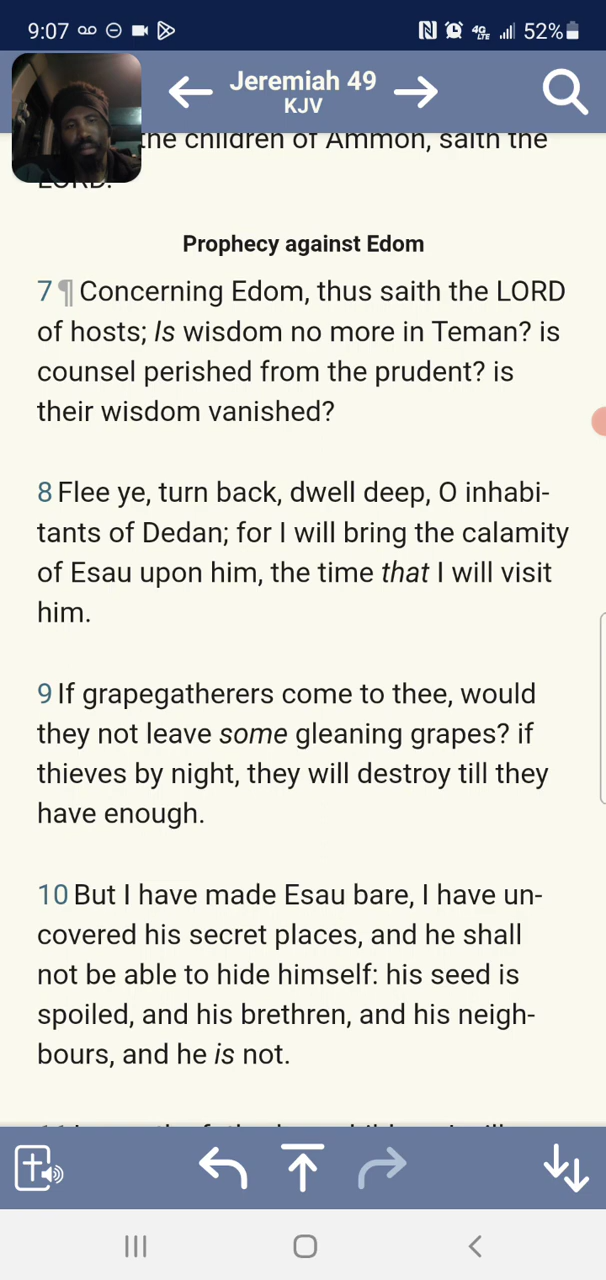 9:07 4G LTE 52%
Jeremiah 49
KJV
the children of Ammon, saith the
LORD.
Prophecy against Edom
7 ¶ Concerning Edom, thus saith the LORD
of hosts; Is wisdom no more in Teman? is
counsel perished from the prudent? is
their wisdom vanished?
8 Flee ye, turn back, dwell deep, O inhabi-
tants of Dedan; for I will bring the calamity
of Esau upon him, the time that I will visit
him.
9 If grapegatherers come to thee, would
they not leave some gleaning grapes? if
thieves by night, they will destroy till they
have enough.
10 But I have made Esau bare, I have un-
covered his secret places, and he shall
not be able to hide himself: his seed is
spoiled, and his brethren, and his neigh-
bours, and he is not.